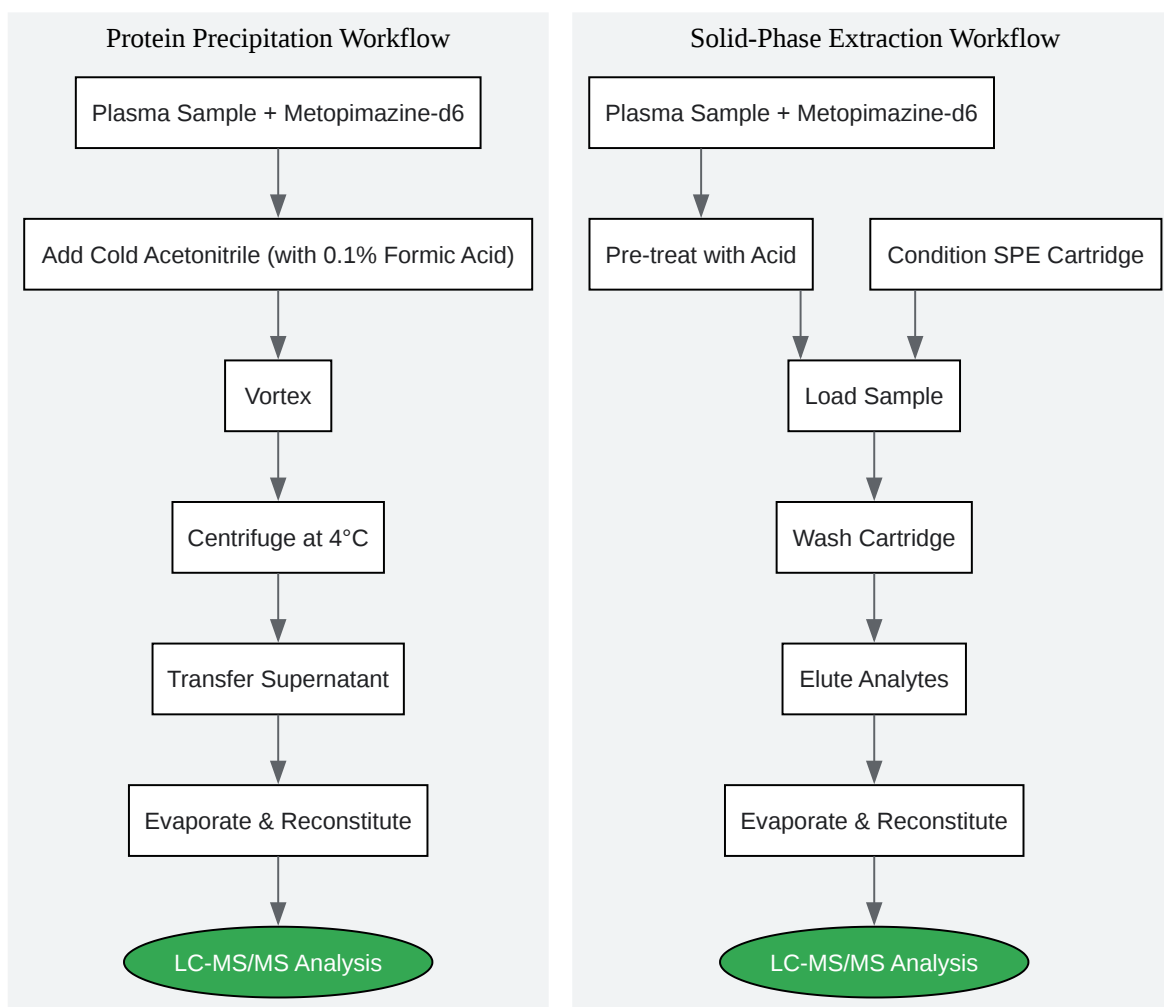 Protein Precipitation Workflow
Plasma Sample + Metopimazine-d6
Add Cold Acetonitrile (with 0.1% Formic Acid)
Vortex
Centrifuge at 4°C
Transfer Supernatant
Evaporate & Reconstitute
LC-MS/MS Analysis
Solid-Phase Extraction Workflow
Plasma Sample + Metopimazine-d6
Pre-treat with Acid
Condition SPE Cartridge
Load Sample
Wash Cartridge
Elute Analytes
Evaporate & Reconstitute
LC-MS/MS Analysis